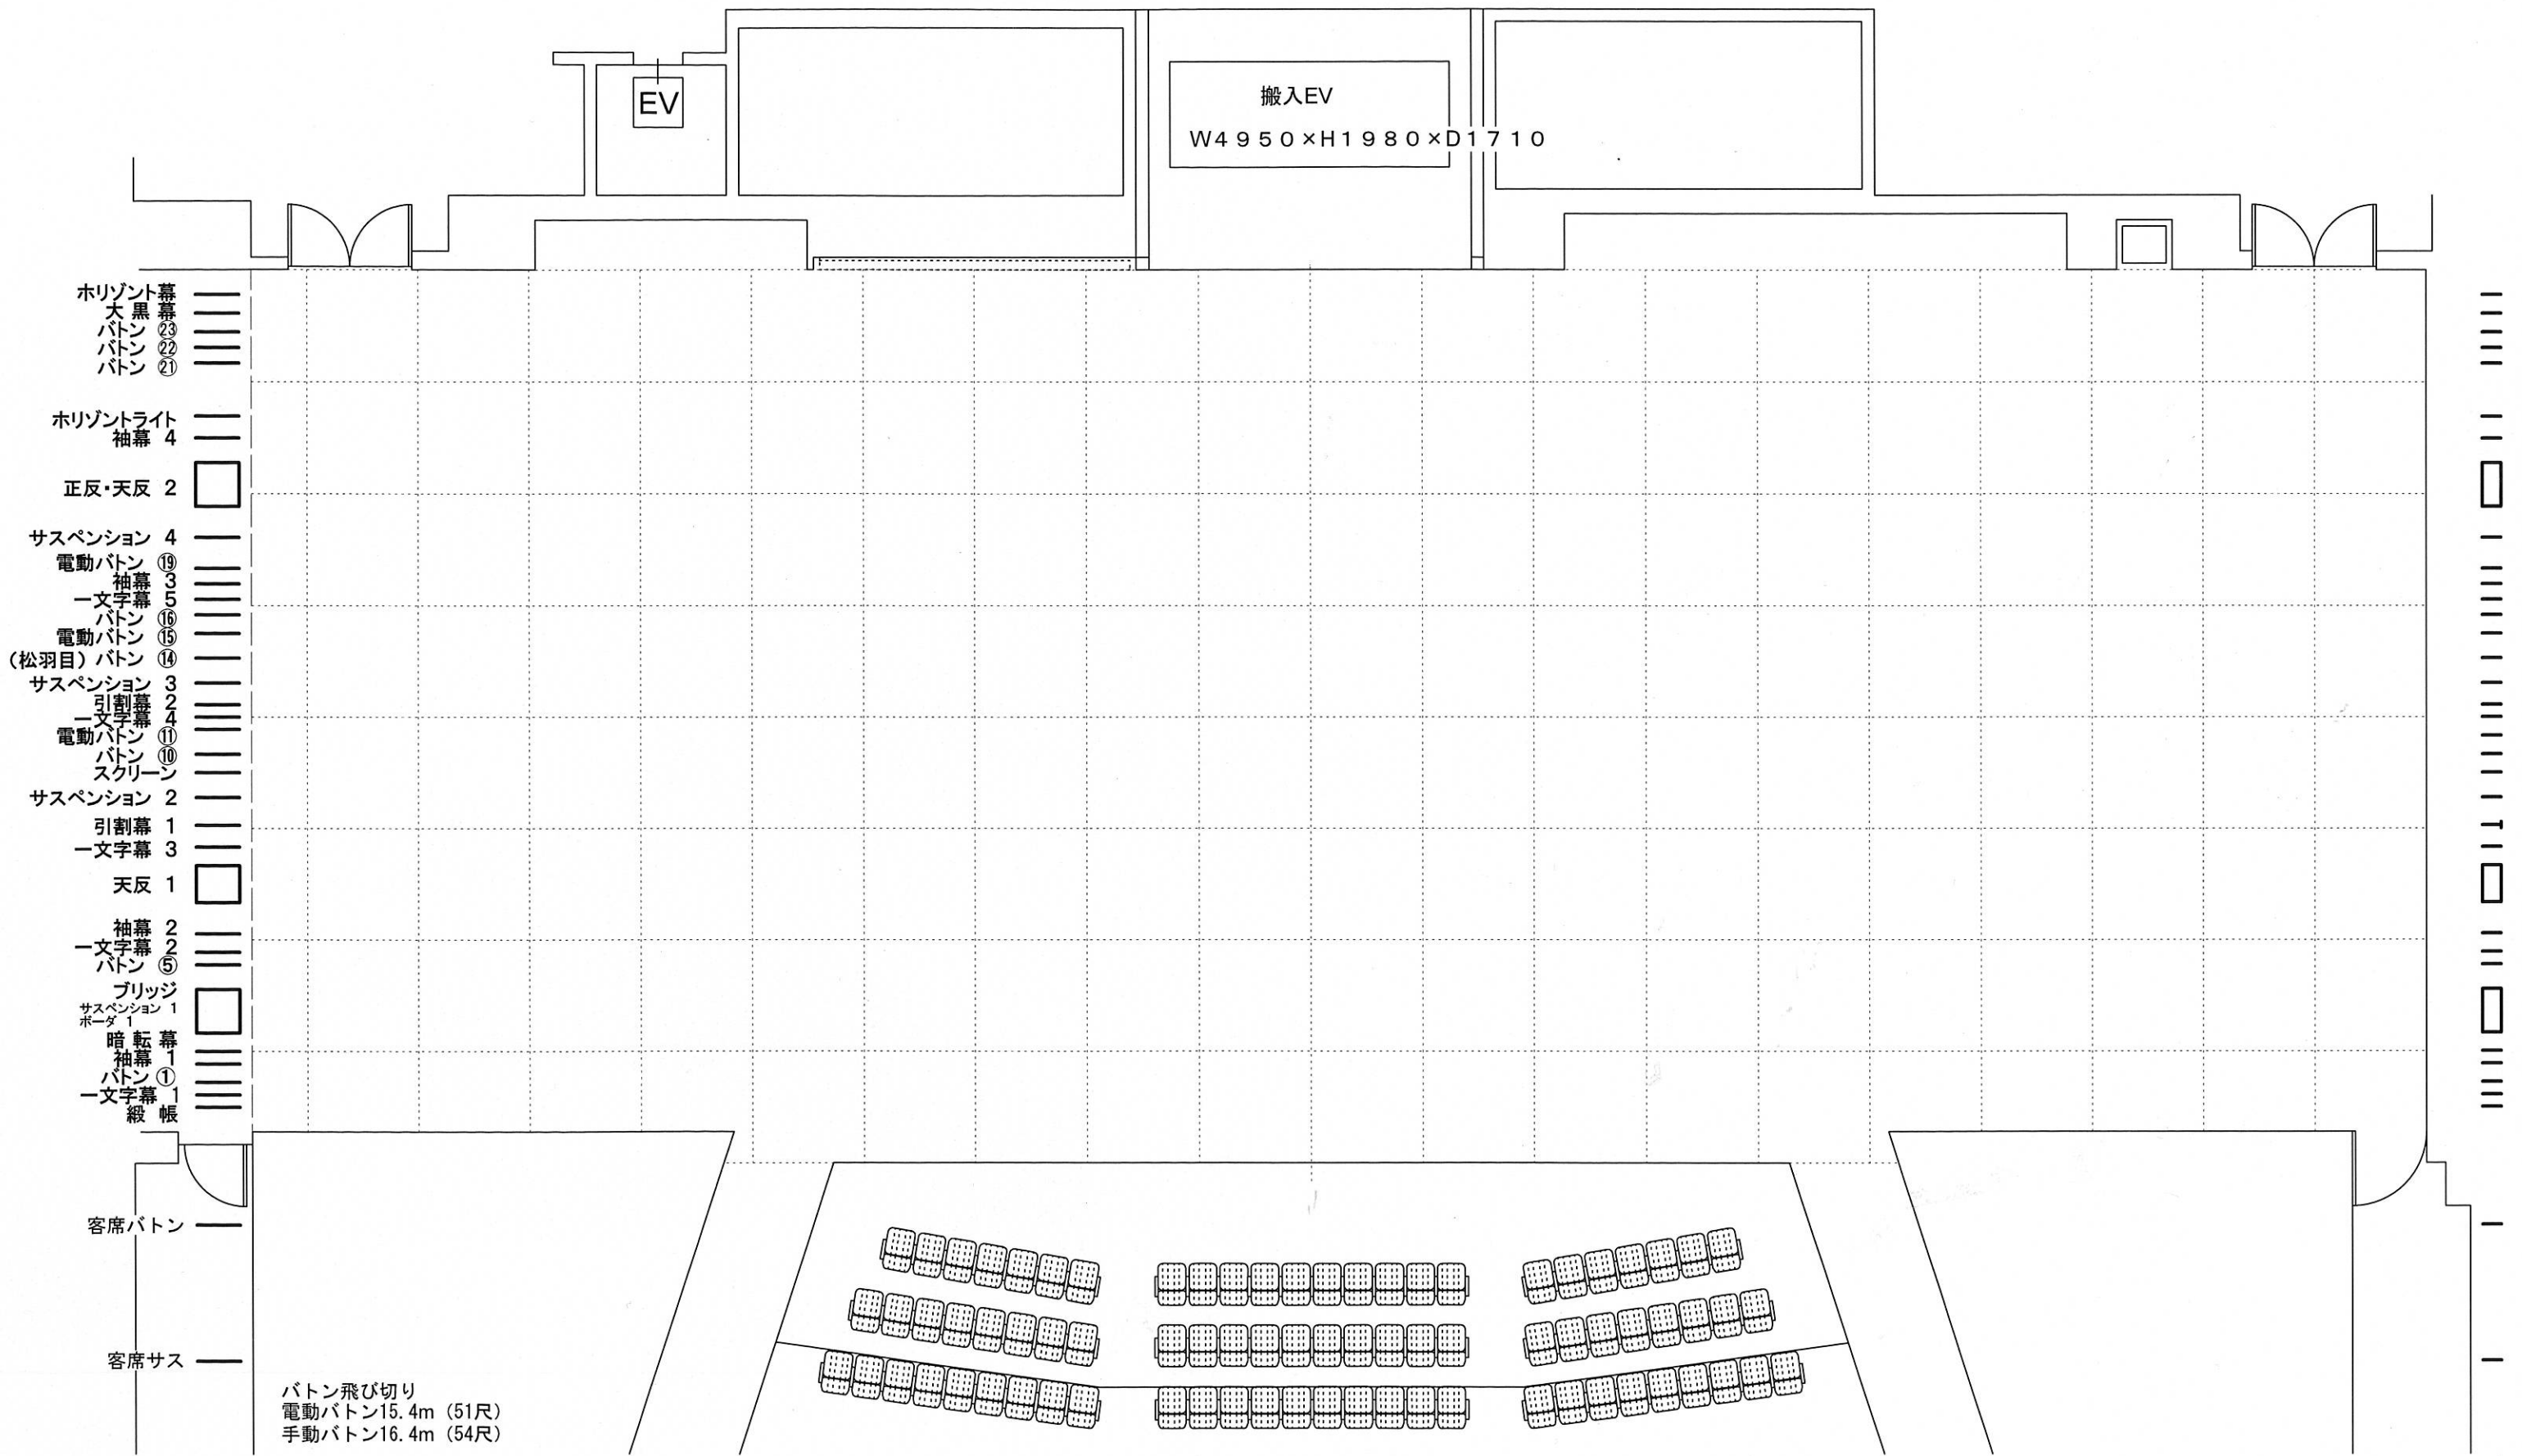 EV
搬入EV
W4950×H1980×D1710
ホリゾント幕
大黒幕
バトン ㉓
バトン ㉒
バトン ㉑
ホリゾントライト
袖幕 4
正反・天反 2
サスペンション 4
電動バトン ⑲
袖幕 3
一文字幕 5
バトン ⑯
電動バトン ⑮
(松羽目) バトン ⑭
サスペンション 3
引割幕 2
一文字幕 4
電動バトン ⑪
バトン ⑩
スクリーン
サスペンション 2
引割幕 1
一文字幕 3
天反 1
袖幕 2
一文字幕 2
バトン ⑤
ブリッジ
サスペンション 1
ボーダ 1
暗転幕
袖幕 1
バトン ①
一文字幕 1
緞帳
客席バトン
客席サス
バトン飛び切り
電動バトン15.4m (51尺)
手動バトン16.4m (54尺)